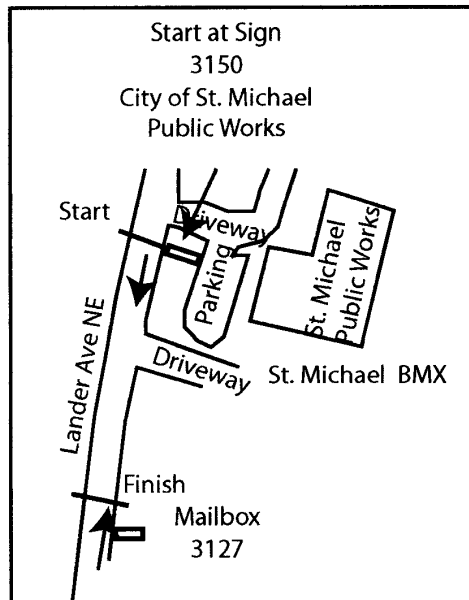 Start at Sign
3150
City of St. Michael
Public Works
Start
Driveway
Parking
St. Michael
Public Works
Lander Ave NE
Driveway
St. Michael BMX
Finish
Mailbox
3127